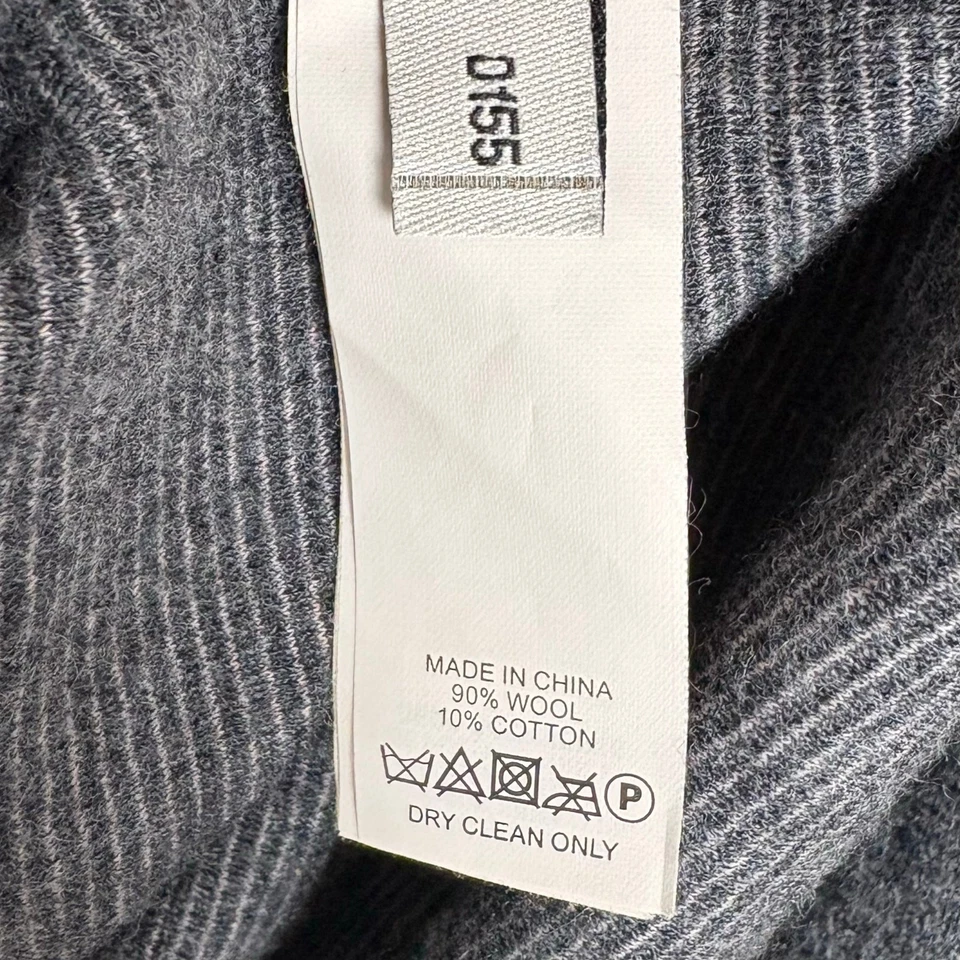 0155
MADE IN CHINA
90% WOOL
10% COTTON
P
DRY CLEAN ONLY